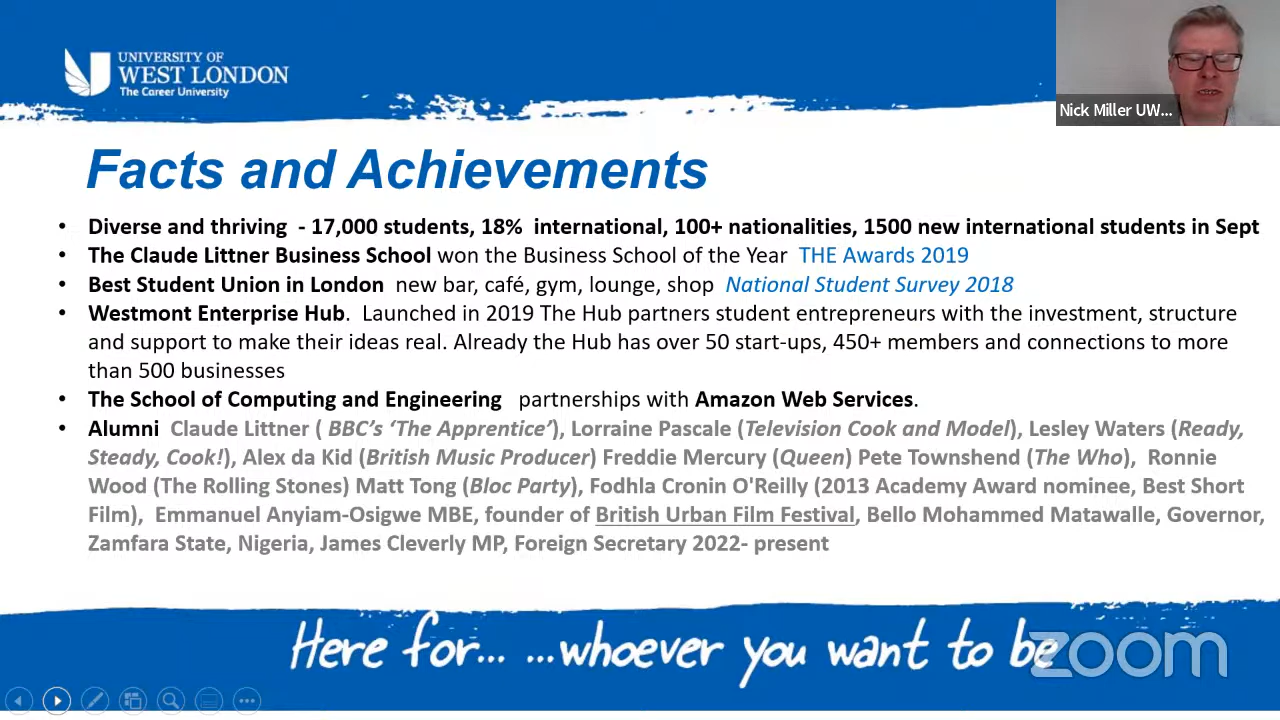 UNIVERSITY OF
WEST LONDON
The Career University
Nick Miller UW...
Facts and Achievements
• Diverse and thriving - 17,000 students, 18% international, 100+ nationalities, 1500 new international students in Sept
• The Claude Littner Business School won the Business School of the Year THE Awards 2019
• Best Student Union in London new bar, café, gym, lounge, shop National Student Survey 2018
• Westmont Enterprise Hub. Launched in 2019 The Hub partners student entrepreneurs with the investment, structure
and support to make their ideas real. Already the Hub has over 50 start-ups, 450+ members and connections to more
than 500 businesses
• The School of Computing and Engineering partnerships with Amazon Web Services.
• Alumni Claude Littner ( BBC’s ‘The Apprentice’), Lorraine Pascale (Television Cook and Model), Lesley Waters (Ready,
Steady, Cook!), Alex da Kid (British Music Producer) Freddie Mercury (Queen) Pete Townshend (The Who), Ronnie
Wood (The Rolling Stones) Matt Tong (Bloc Party), Fodhla Cronin O'Reilly (2013 Academy Award nominee, Best Short
Film), Emmanuel Anyiam-Osigwe MBE, founder of British Urban Film Festival, Bello Mohammed Matawalle, Governor,
Zamfara State, Nigeria, James Cleverly MP, Foreign Secretary 2022- present
Here for... ...whoever you want to be
zoom